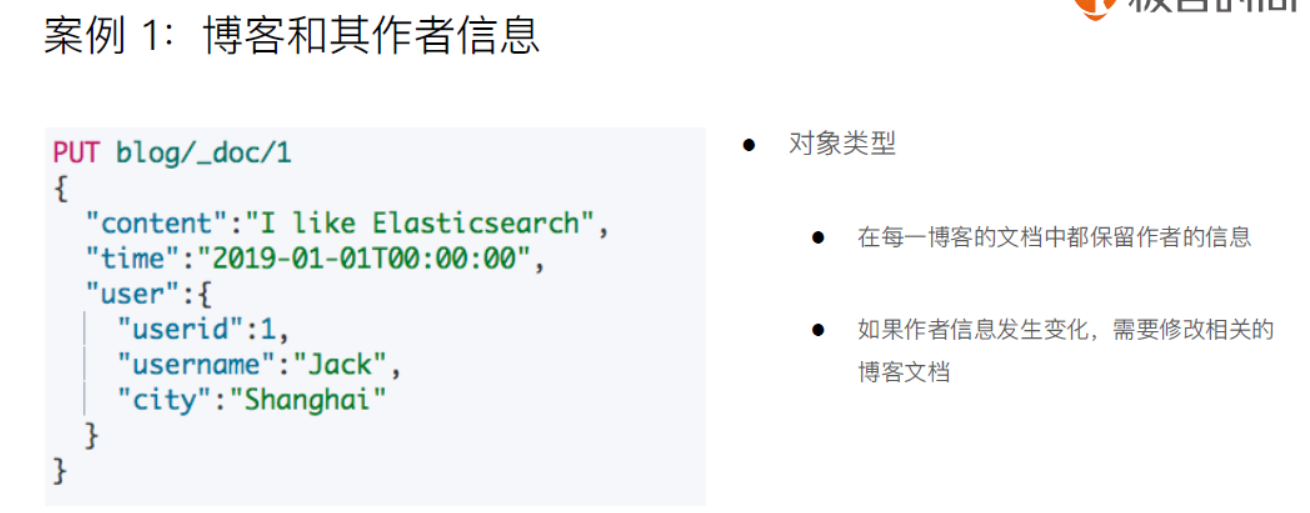 案例 1：博客和其作者信息
PUT blog/_doc/1
{
  "content":"I like Elasticsearch",
  "time":"2019-01-01T00:00:00",
  "user":{
    "userid":1,
    "username":"Jack",
    "city":"Shanghai"
  }
}
● 对象类型
● 在每一博客的文档中都保留作者的信息
● 如果作者信息发生变化，需要修改相关的
博客文档